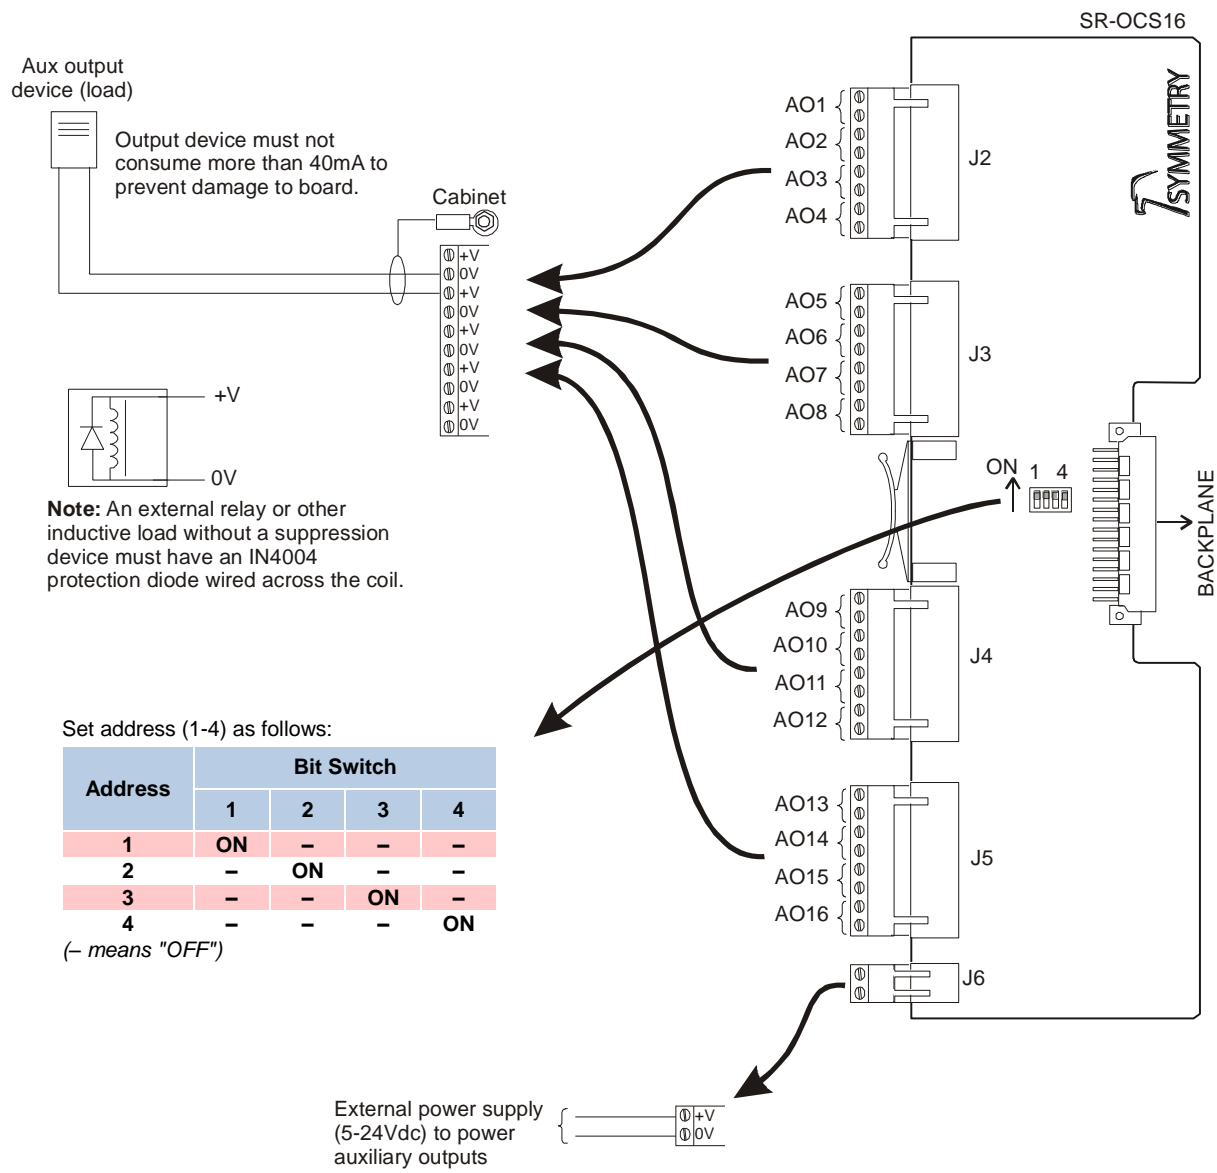 SR-OCS16
Aux output
device (load)
Output device must not
consume more than 40mA to
prevent damage to board.
Cabinet
+V
0V
+V
0V
+V
0V
+V
0V
+V
0V
+V
0V
Note: An external relay or other
inductive load without a suppression
device must have an IN4004
protection diode wired across the coil.
AO1
AO2
AO3
AO4
J2
SYMMETRY
AO5
AO6
AO7
AO8
J3
ON 1 4
BACKPLANE
AO9
AO10
AO11
AO12
J4
AO13
AO14
AO15
AO16
J5
J6
Set address (1-4) as follows:
Address Bit Switch
1 2 3 4
1 ON – – –
2 – ON – –
3 – – ON –
4 – – – ON
(– means "OFF")
External power supply
(5-24Vdc) to power
auxiliary outputs
+V
0V